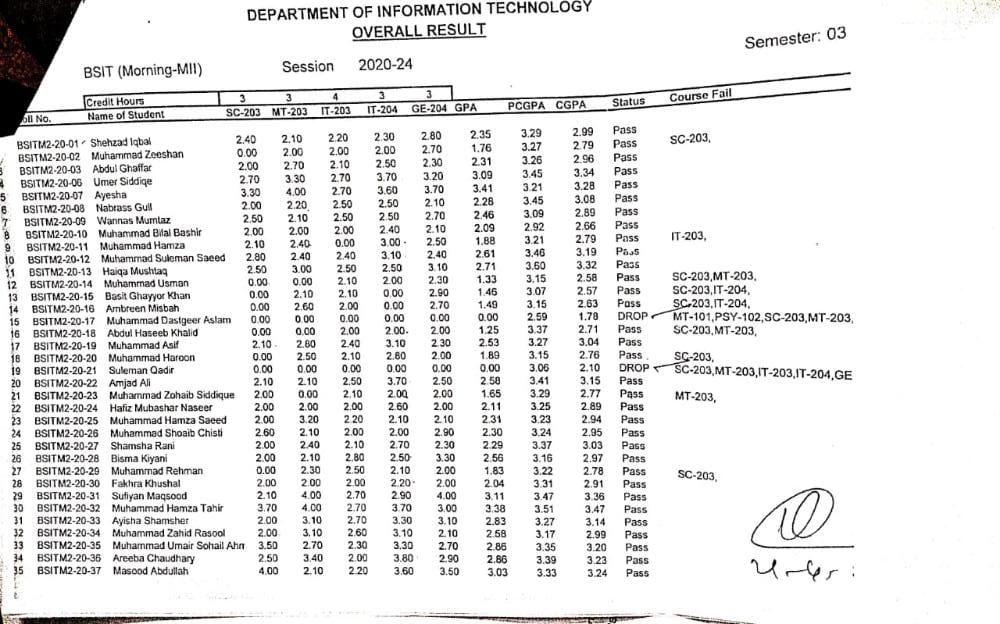 DEPARTMENT OF INFORMATION TECHNOLOGY
OVERALL RESULT
Semester: 03
BSIT (Morning-MII) Session 2020-24
Credit Hours 3 3 4 3 3
oll No. Name of Student SC-203 MT-203 IT-203 IT-204 GE-204 GPA PCGPA CGPA Status Course Fail
BSITM2-20-01 Shehzad Iqbal 2.40 2.10 2.20 2.30 2.80 2.35 3.29 2.99 Pass
BSITM2-20-02 Muhammad Zeeshan 0.00 2.00 2.00 2.00 2.70 1.76 3.27 2.79 Pass SC-203,
3 BSITM2-20-03 Abdul Ghaffar 2.00 2.70 2.10 2.50 2.30 2.31 3.26 2.96 Pass
4 BSITM2-20-06 Umer Siddiqe 2.70 3.30 2.70 3.70 3.20 3.09 3.45 3.34 Pass
5 BSITM2-20-07 Ayesha 3.30 4.00 2.70 3.60 3.70 3.41 3.21 3.28 Pass
6 BSITM2-20-08 Nabrass Gull 2.00 2.20 2.50 2.50 2.10 2.28 3.45 3.08 Pass
7 BSITM2-20-09 Wannas Mumtaz 2.50 2.10 2.50 2.50 2.70 2.46 3.09 2.89 Pass
8 BSITM2-20-10 Muhammad Bilal Bashir 2.00 2.00 2.00 2.40 2.10 2.09 2.92 2.66 Pass
9 BSITM2-20-11 Muhammad Hamza 2.10 2.40 0.00 3.00 2.50 1.88 3.21 2.79 Pass IT-203,
10 BSITM2-20-12 Muhammad Suleman Saeed 2.80 2.40 2.40 3.10 2.40 2.61 3.46 3.19 Pass
11 BSITM2-20-13 Haiqa Mushtaq 2.50 3.00 2.50 2.50 3.10 2.71 3.60 3.32 Pass
12 BSITM2-20-14 Muhammad Usman 0.00 0.00 2.10 2.00 2.30 1.33 3.15 2.58 Pass SC-203,MT-203,
13 BSITM2-20-15 Basit Ghayyor Khan 0.00 2.10 2.10 0.00 2.90 1.46 3.07 2.57 Pass SC-203,IT-204,
14 BSITM2-20-16 Ambreen Misbah 0.00 2.60 2.00 0.00 2.70 1.49 3.15 2.63 Pass SC-203,IT-204,
15 BSITM2-20-17 Muhammad Dastgeer Aslam 0.00 0.00 0.00 0.00 0.00 0.00 2.59 1.78 DROP MT-101,PSY-102,SC-203,MT-203,
16 BSITM2-20-18 Abdul Haseeb Khalid 0.00 0.00 2.00 2.00 2.00 1.25 3.37 2.71 Pass SC-203,MT-203,
17 BSITM2-20-19 Muhammad Asif 2.10 2.80 2.40 3.10 2.30 2.53 3.27 3.04 Pass
18 BSITM2-20-20 Muhammad Haroon 0.00 2.50 2.10 2.80 2.00 1.89 3.15 2.76 Pass SC-203,
19 BSITM2-20-21 Suleman Qadir 0.00 0.00 0.00 0.00 0.00 0.00 3.06 2.10 DROP SC-203,MT-203,IT-203,IT-204,GE
20 BSITM2-20-22 Amjad Ali 2.10 2.10 2.50 3.70 2.50 2.58 3.41 3.15 Pass
21 BSITM2-20-23 Muhammad Zohaib Siddique 2.00 0.00 2.10 2.00 2.00 1.65 3.29 2.77 Pass MT-203,
22 BSITM2-20-24 Hafiz Mubashar Naseer 2.00 2.00 2.00 2.60 2.00 2.11 3.25 2.89 Pass
23 BSITM2-20-25 Muhammad Hamza Saeed 2.00 3.20 2.20 2.10 2.10 2.31 3.23 2.94 Pass
24 BSITM2-20-26 Muhammad Shoaib Chisti 2.60 2.10 2.00 2.00 2.90 2.30 3.24 2.95 Pass
25 BSITM2-20-27 Shamsha Rani 2.00 2.40 2.10 2.70 2.30 2.29 3.37 3.03 Pass
26 BSITM2-20-28 Bisma Kiyani 2.00 2.10 2.80 2.50 3.30 2.56 3.16 2.97 Pass
27 BSITM2-20-29 Muhammad Rehman 0.00 2.30 2.50 2.10 2.00 1.83 3.22 2.78 Pass SC-203,
28 BSITM2-20-30 Fakhra Khushal 2.00 2.00 2.00 2.20 2.00 2.04 3.31 2.91 Pass
29 BSITM2-20-31 Sufiyan Maqsood 2.10 4.00 2.70 2.90 4.00 3.11 3.47 3.36 Pass
30 BSITM2-20-32 Muhammad Hamza Tahir 3.70 4.00 2.70 3.70 3.00 3.38 3.51 3.47 Pass
31 BSITM2-20-33 Ayisha Shamsher 2.00 3.10 2.70 3.30 3.10 2.83 3.27 3.14 Pass
32 BSITM2-20-34 Muhammad Zahid Rasool 2.00 3.10 2.60 3.10 2.10 2.58 3.17 2.99 Pass
33 BSITM2-20-35 Muhammad Umair Sohail Ahm 3.50 2.70 2.30 3.30 2.70 2.86 3.35 3.20 Pass
34 BSITM2-20-36 Areeba Chaudhary 2.50 3.40 2.00 3.80 2.90 2.86 3.39 3.23 Pass
35 BSITM2-20-37 Masood Abdullah 4.00 2.10 2.20 3.60 3.50 3.03 3.33 3.24 Pass